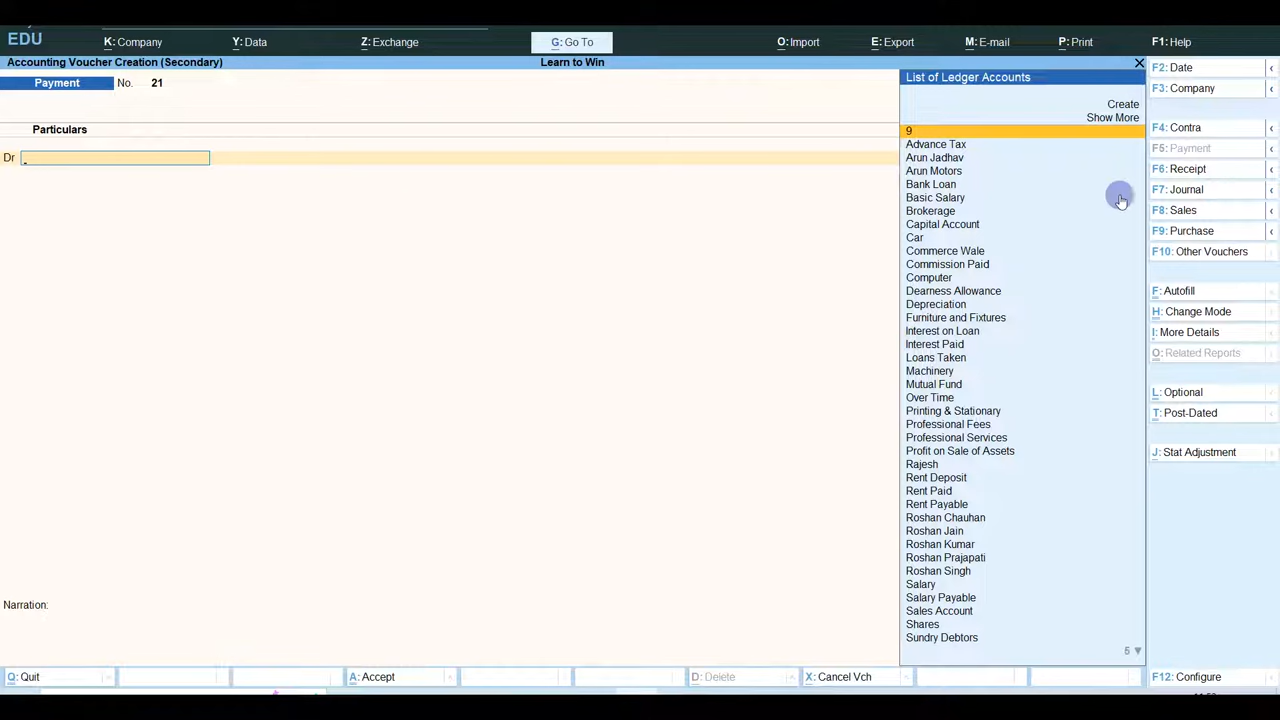 EDU
K: Company Y: Data Z: Exchange G: Go To O: Import E: Export M: E-mail P: Print F1: Help
Accounting Voucher Creation (Secondary) Learn to Win
Payment No. 21
Particulars
Dr
List of Ledger Accounts
Create
Show More
9
Advance Tax
Arun Jadhav
Arun Motors
Bank Loan
Basic Salary
Brokerage
Capital Account
Car
Commerce Wale
Commission Paid
Computer
Dearness Allowance
Depreciation
Furniture and Fixtures
Interest on Loan
Interest Paid
Loans Taken
Machinery
Mutual Fund
Over Time
Printing & Stationary
Professional Fees
Professional Services
Profit on Sale of Assets
Rajesh
Rent Deposit
Rent Paid
Rent Payable
Roshan Chauhan
Roshan Jain
Roshan Kumar
Roshan Prajapati
Roshan Singh
Salary
Salary Payable
Sales Account
Shares
Sundry Debtors
5 ▼
F2: Date
F3: Company
F4: Contra
F5: Payment
F6: Receipt
F7: Journal
F8: Sales
F9: Purchase
F10: Other Vouchers
F: Autofill
H: Change Mode
I: More Details
O: Related Reports
L: Optional
T: Post-Dated
J: Stat Adjustment
Narration:
Q: Quit A: Accept D: Delete X: Cancel Vch F12: Configure